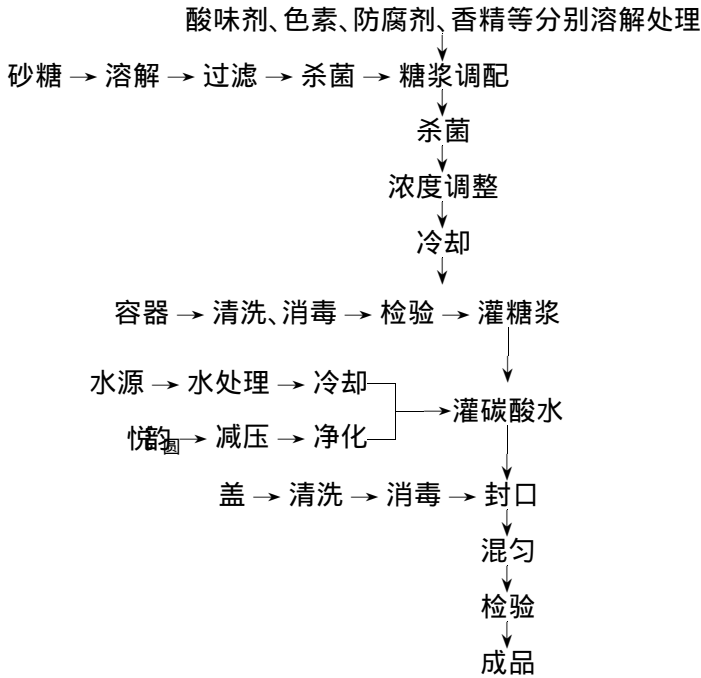 酸味剂、色素、防腐剂、香精等分别溶解处理
砂糖→溶解→过滤→杀菌→糖浆调配
杀菌
浓度调整
冷却
容器→清洗、消毒→检验→灌糖浆
水源→水处理→冷却
灌碳酸水
→减压→净化
盖→清洗→消毒→封口
混匀
检验
成品